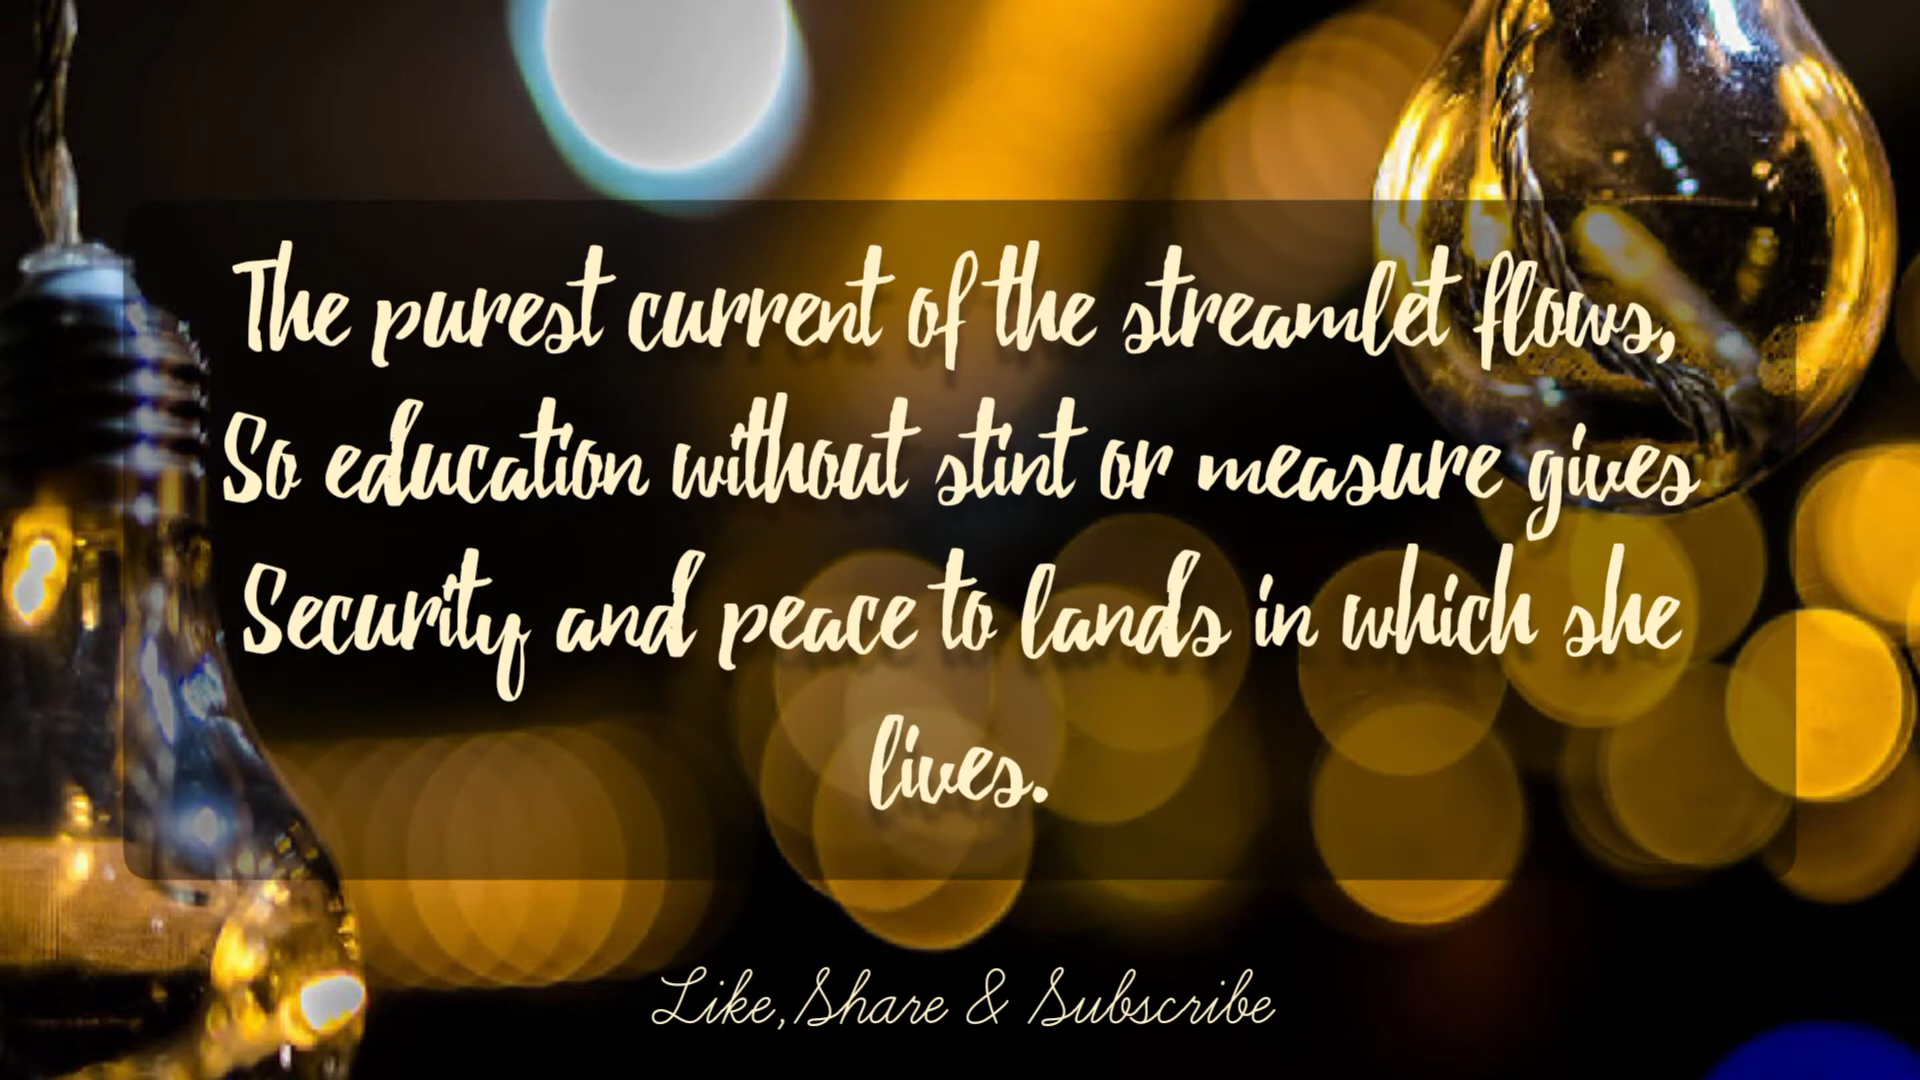 The purest current of the streamlet flows,
So education without stint or measure gives
Security and peace to lands in which she
lives.
Like,Share & Subscribe